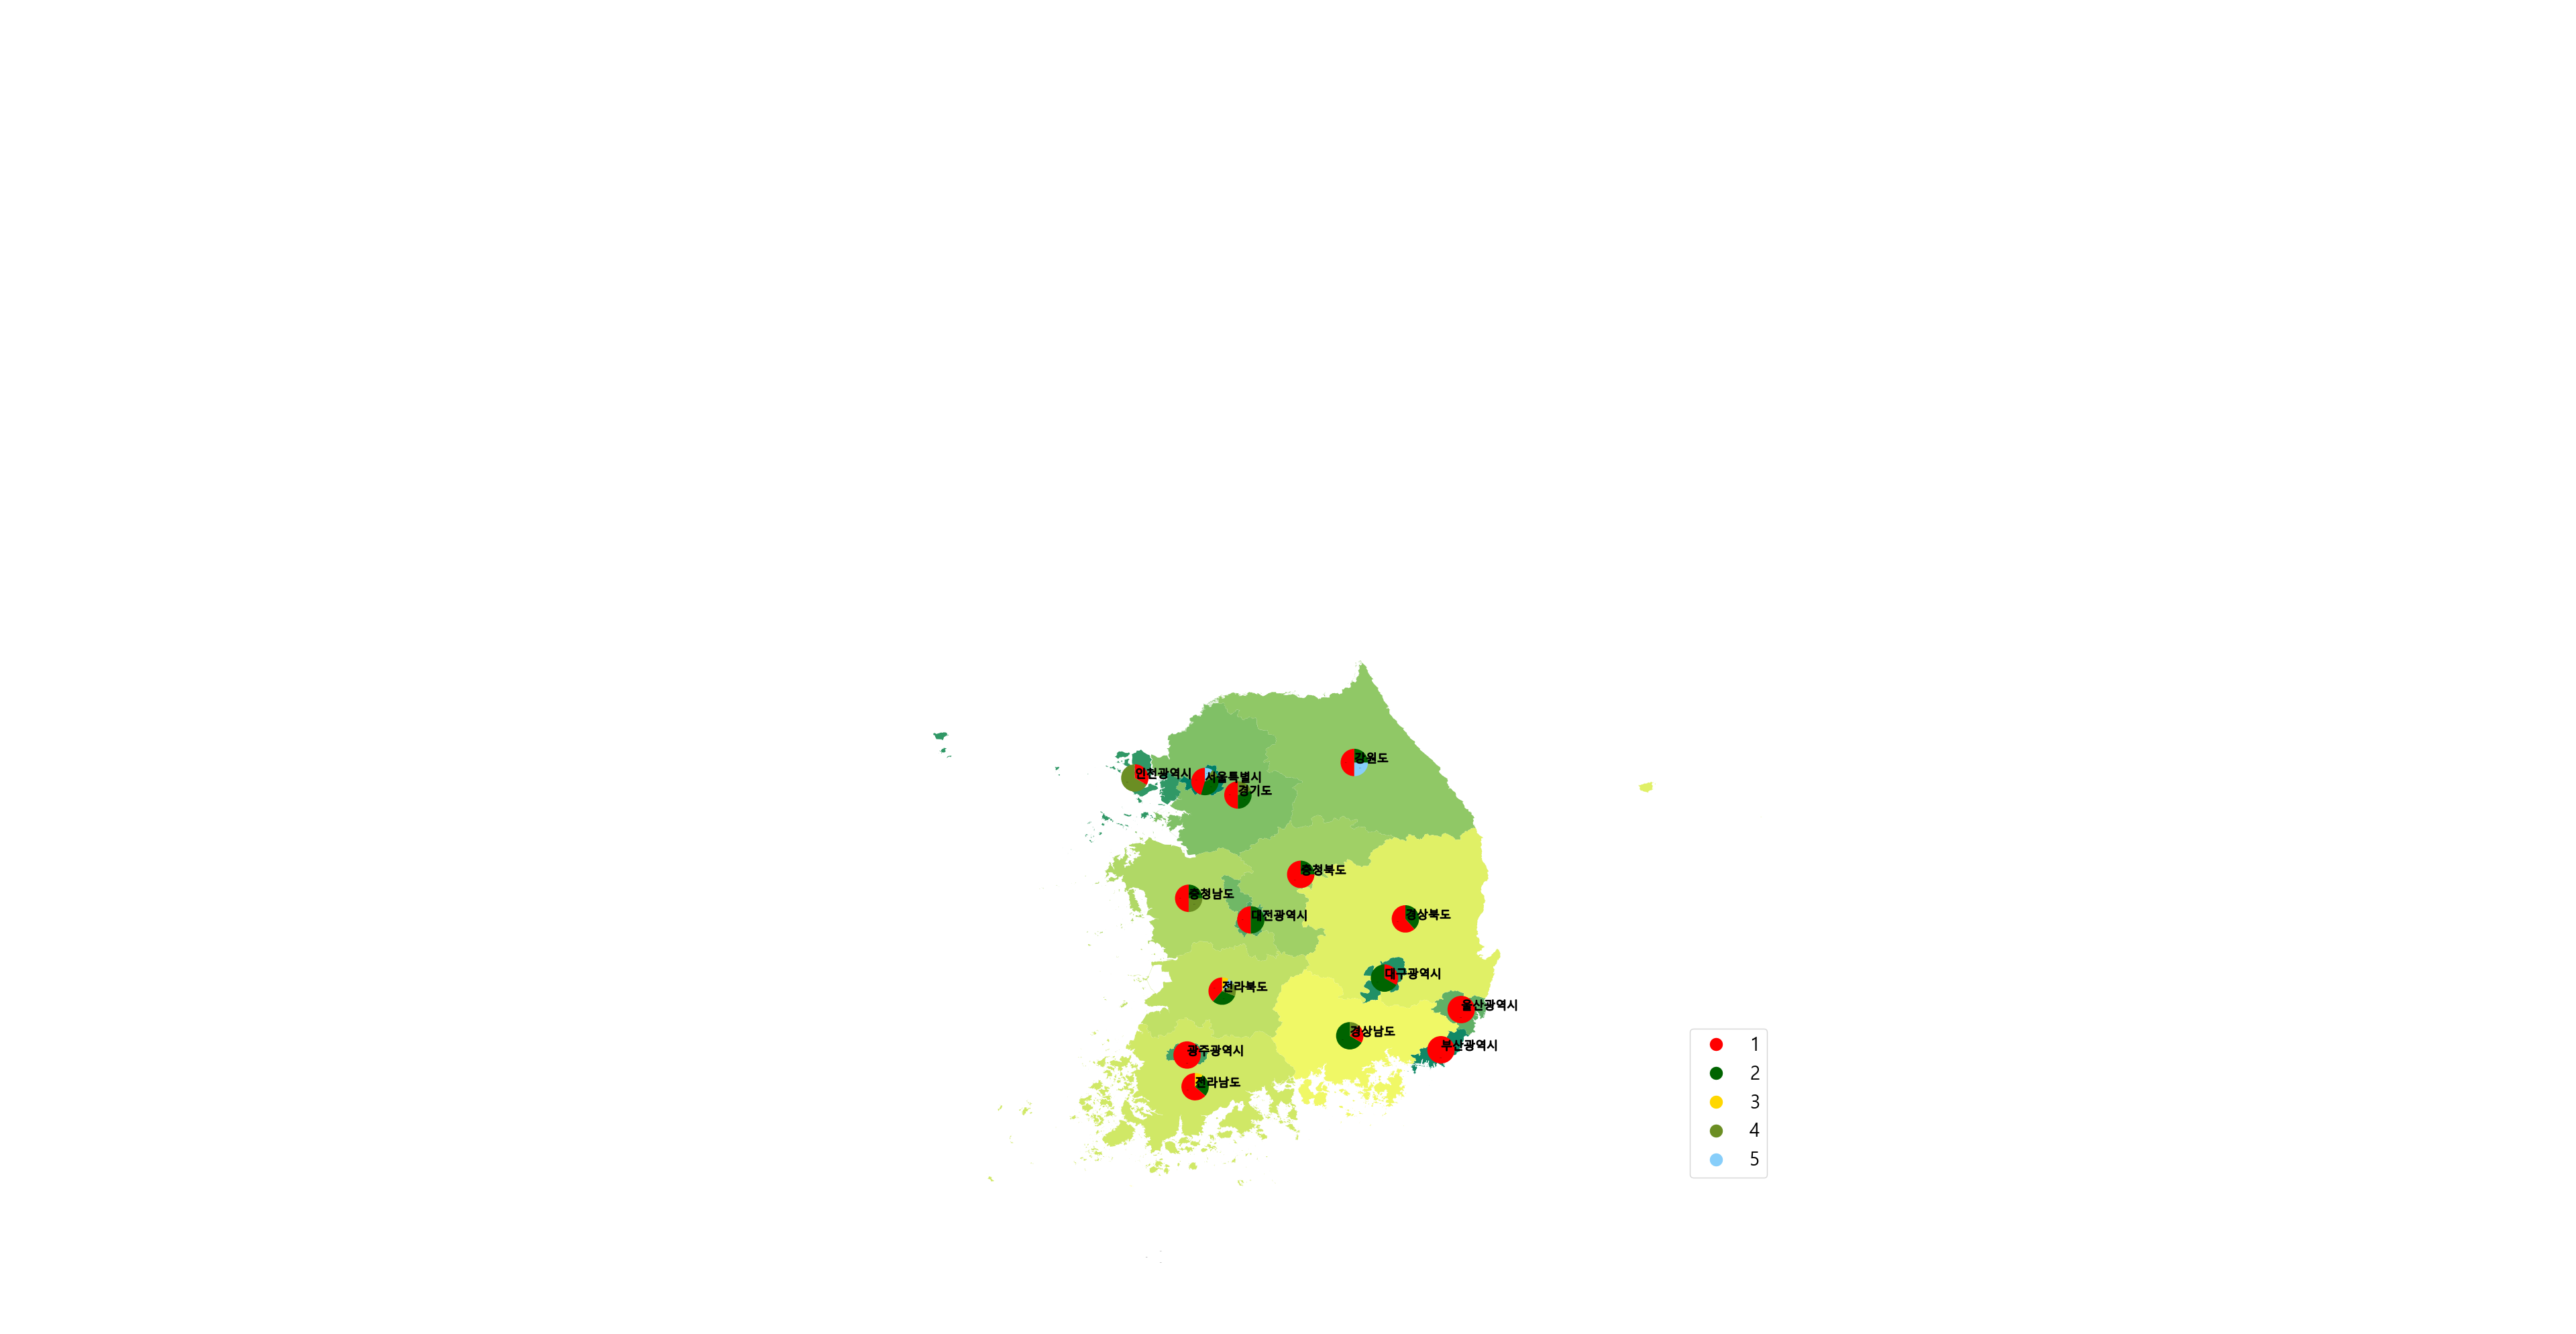 강원도
인천광역시
서울특별시
경기도
충청북도
충청남도
대전광역시
경상북도
대구광역시
전라북도
울산광역시
경상남도
부산광역시
광주광역시
전라남도
1
2
3
4
5